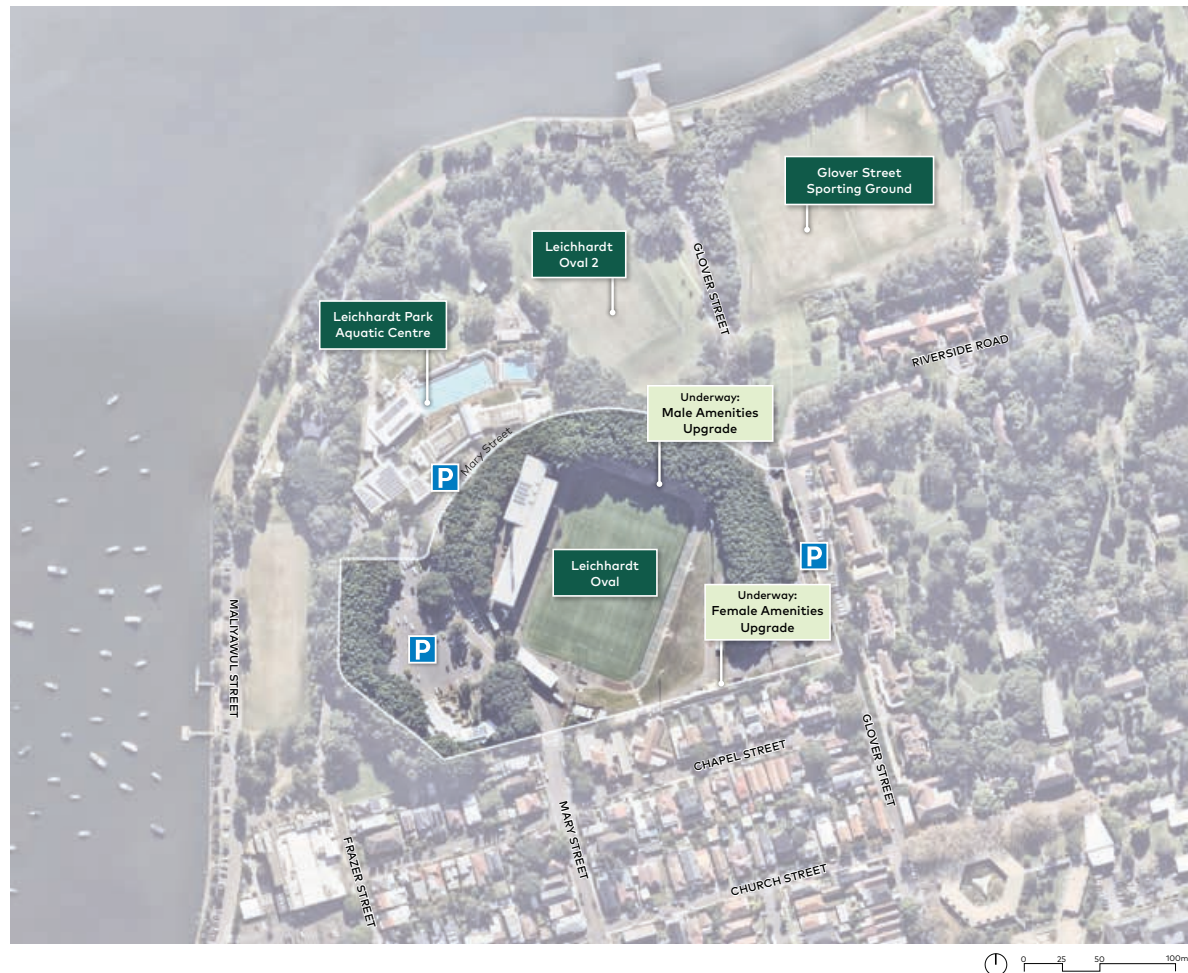 Glover Street
Sporting Ground
Leichhardt
Oval 2
GLOVER STREET
Leichhardt Park
Aquatic Centre
RIVERSIDE ROAD
Underway:
Male Amenities
Upgrade
Mary Street
P
P
Leichhardt
Oval
Underway:
Female Amenities
Upgrade
P
MALIYAWUL STREET
GLOVER STREET
CHAPEL STREET
MARY STREET
FRAZER STREET
CHURCH STREET
0 25 50 100m